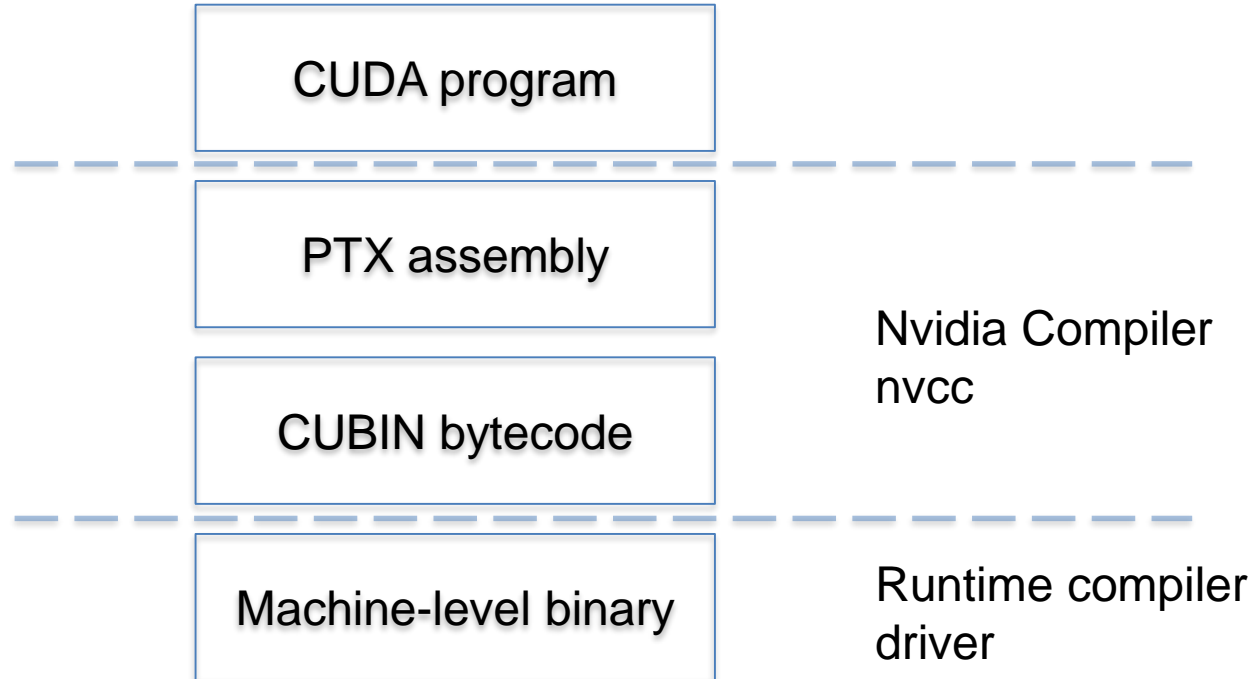 CUDA program
PTX assembly
Nvidia Compiler
nvcc
CUBIN bytecode
Machine-level binary
Runtime compiler
driver